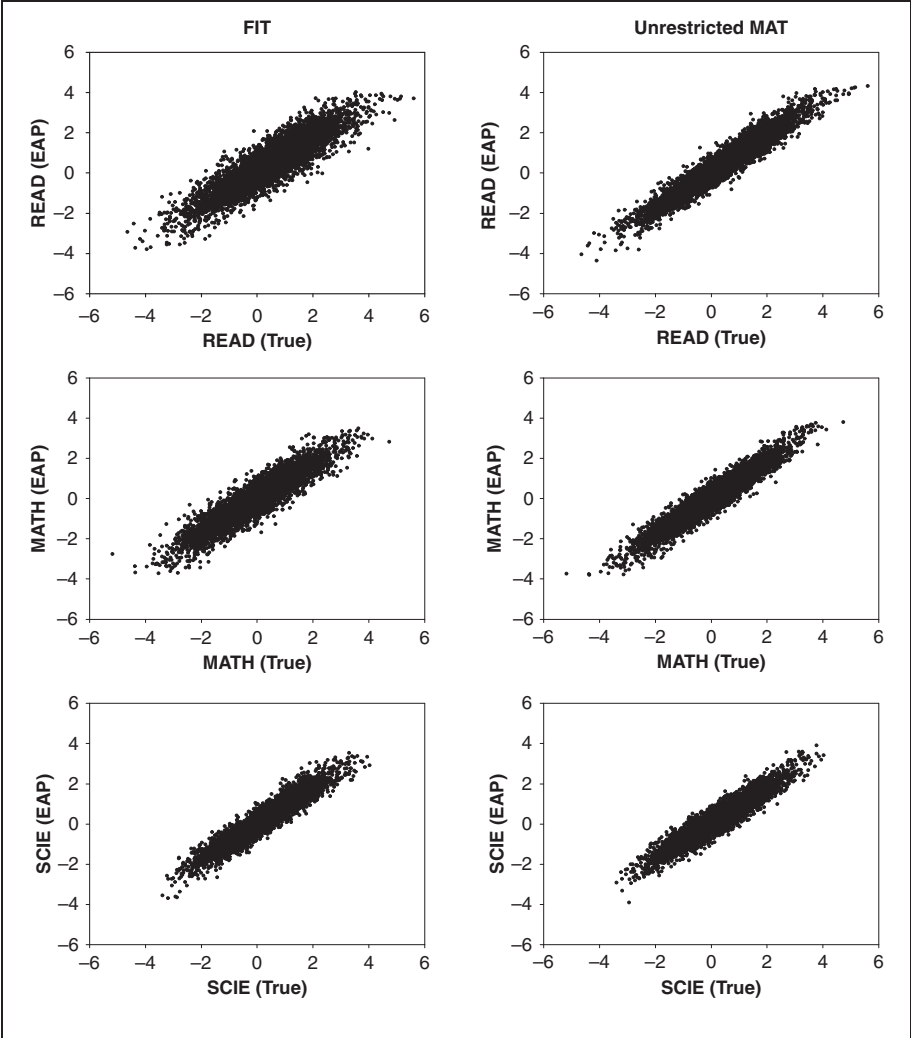 FIT
Unrestricted MAT
6
4
2
0
−2
−4
−6
READ (EAP)
−6 −4 −2 0 2 4 6
READ (True)
6
4
2
0
−2
−4
−6
READ (EAP)
−6 −4 −2 0 2 4 6
READ (True)
6
4
2
0
−2
−4
−6
MATH (EAP)
−6 −4 −2 0 2 4 6
MATH (True)
6
4
2
0
−2
−4
−6
MATH (EAP)
−6 −4 −2 0 2 4 6
MATH (True)
6
4
2
0
−2
−4
−6
SCIE (EAP)
−6 −4 −2 0 2 4 6
SCIE (True)
6
4
2
0
−2
−4
−6
SCIE (EAP)
−6 −4 −2 0 2 4 6
SCIE (True)